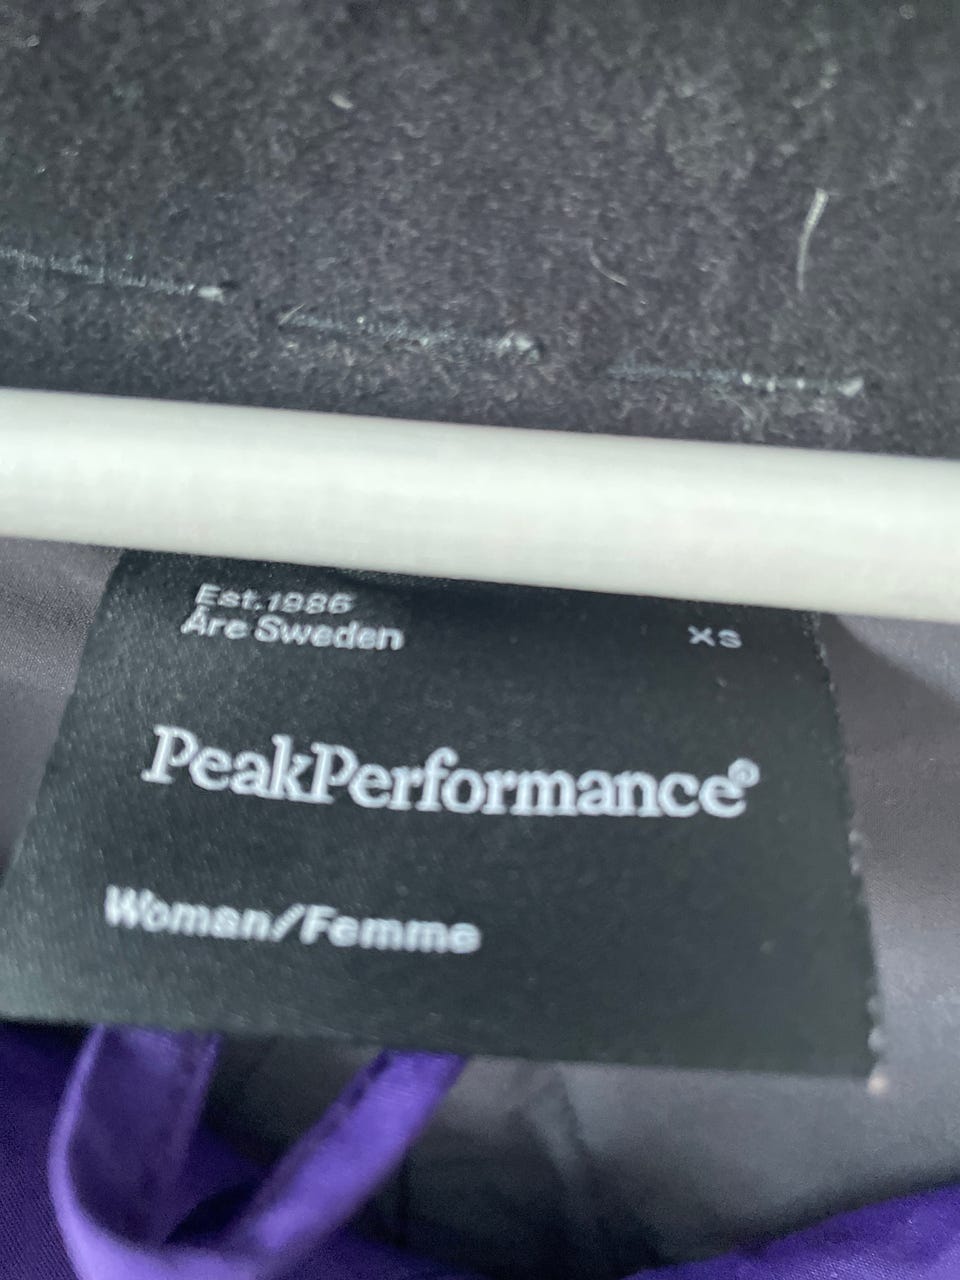 Est.1986
Åre Sweden
XS
PeakPerformance®
Woman/Femme